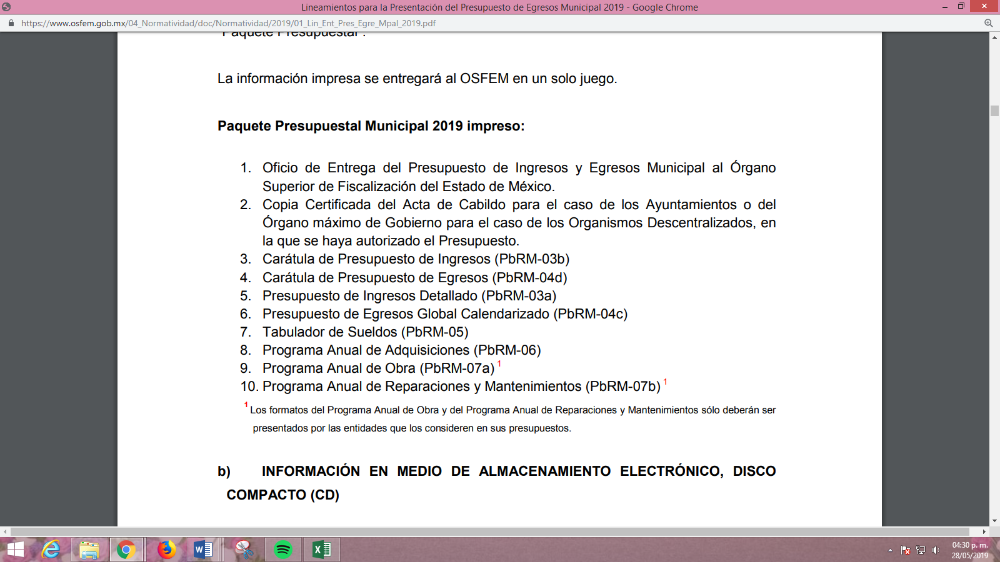 Lineamientos para la Presentación del Presupuesto de Egresos Municipal 2019 - Google Chrome
https://www.osfem.gob.mx/04_Normatividad/doc/Normatividad/2019/01_Lin_Ent_Pres_Egre_Mpal_2019.pdf
"Paquete Presupuestal".
La información impresa se entregará al OSFEM en un solo juego.
Paquete Presupuestal Municipal 2019 impreso:
1. Oficio de Entrega del Presupuesto de Ingresos y Egresos Municipal al Órgano
Superior de Fiscalización del Estado de México.
2. Copia Certificada del Acta de Cabildo para el caso de los Ayuntamientos o del
Órgano máximo de Gobierno para el caso de los Organismos Descentralizados, en
la que se haya autorizado el Presupuesto.
3. Carátula de Presupuesto de Ingresos (PbRM-03b)
4. Carátula de Presupuesto de Egresos (PbRM-04d)
5. Presupuesto de Ingresos Detallado (PbRM-03a)
6. Presupuesto de Egresos Global Calendarizado (PbRM-04c)
7. Tabulador de Sueldos (PbRM-05)
8. Programa Anual de Adquisiciones (PbRM-06)
9. Programa Anual de Obra (PbRM-07a) 1
10. Programa Anual de Reparaciones y Mantenimientos (PbRM-07b) 1
1 Los formatos del Programa Anual de Obra y del Programa Anual de Reparaciones y Mantenimientos sólo deberán ser
presentados por las entidades que los consideren en sus presupuestos.
b) INFORMACIÓN EN MEDIO DE ALMACENAMIENTO ELECTRÓNICO, DISCO
COMPACTO (CD)
04:30 p. m.
28/05/2019